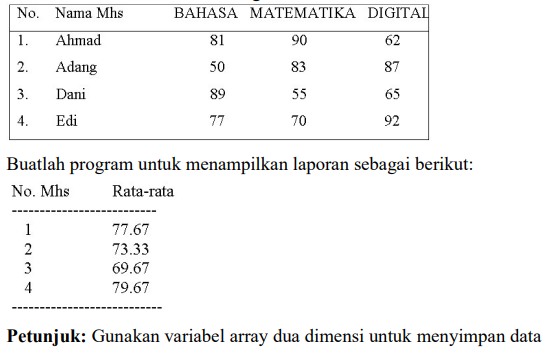 No. Nama Mhs BAHASA MATEMATIKA DIGITAL
1. Ahmad 81 90 62
2. Adang 50 83 87
3. Dani 89 55 65
4. Edi 77 70 92
Buatlah program untuk menampilkan laporan sebagai berikut:
No. Mhs Rata-rata
--------------------------
1 77.67
2 73.33
3 69.67
4 79.67
---------------------------
Petunjuk: Gunakan variabel array dua dimensi untuk menyimpan data